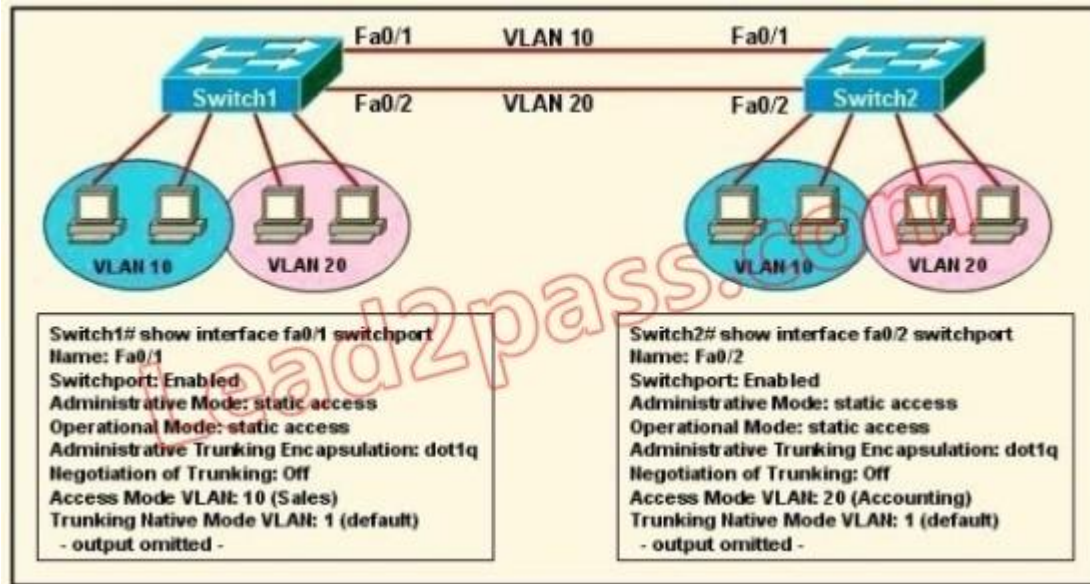 Fa0/1 VLAN 10 Fa0/1
Switch1 Switch2
Fa0/2 VLAN 20 Fa0/2
VLAN 10 VLAN 20 VLAN 10 VLAN 20
Lead2pass.com
Switch1# show interface fa0/1 switchport
Name: Fa0/1
Switchport: Enabled
Administrative Mode: static access
Operational Mode: static access
Administrative Trunking Encapsulation: dot1q
Negotiation of Trunking: Off
Access Mode VLAN: 10 (Sales)
Trunking Native Mode VLAN: 1 (default)
- output omitted -
Switch2# show interface fa0/2 switchport
Name: Fa0/2
Switchport: Enabled
Administrative Mode: static access
Operational Mode: static access
Administrative Trunking Encapsulation: dot1q
Negotiation of Trunking: Off
Access Mode VLAN: 20 (Accounting)
Trunking Native Mode VLAN: 1 (default)
- output omitted -